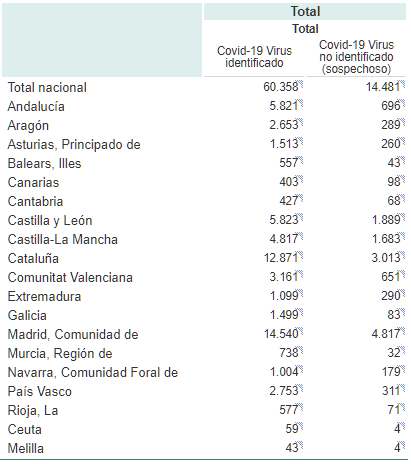 Total
Total
Covid-19 Virus identificado Covid-19 Virus no identificado (sospechoso)
Total nacional 60.358 14.481
Andalucía 5.821 696
Aragón 2.653 289
Asturias, Principado de 1.513 260
Balears, Illes 557 43
Canarias 403 98
Cantabria 427 68
Castilla y León 5.823 1.889
Castilla-La Mancha 4.817 1.683
Cataluña 12.871 3.013
Comunitat Valenciana 3.161 651
Extremadura 1.099 290
Galicia 1.499 83
Madrid, Comunidad de 14.540 4.817
Murcia, Región de 738 32
Navarra, Comunidad Foral de 1.004 179
País Vasco 2.753 311
Rioja, La 577 71
Ceuta 59 4
Melilla 43 4